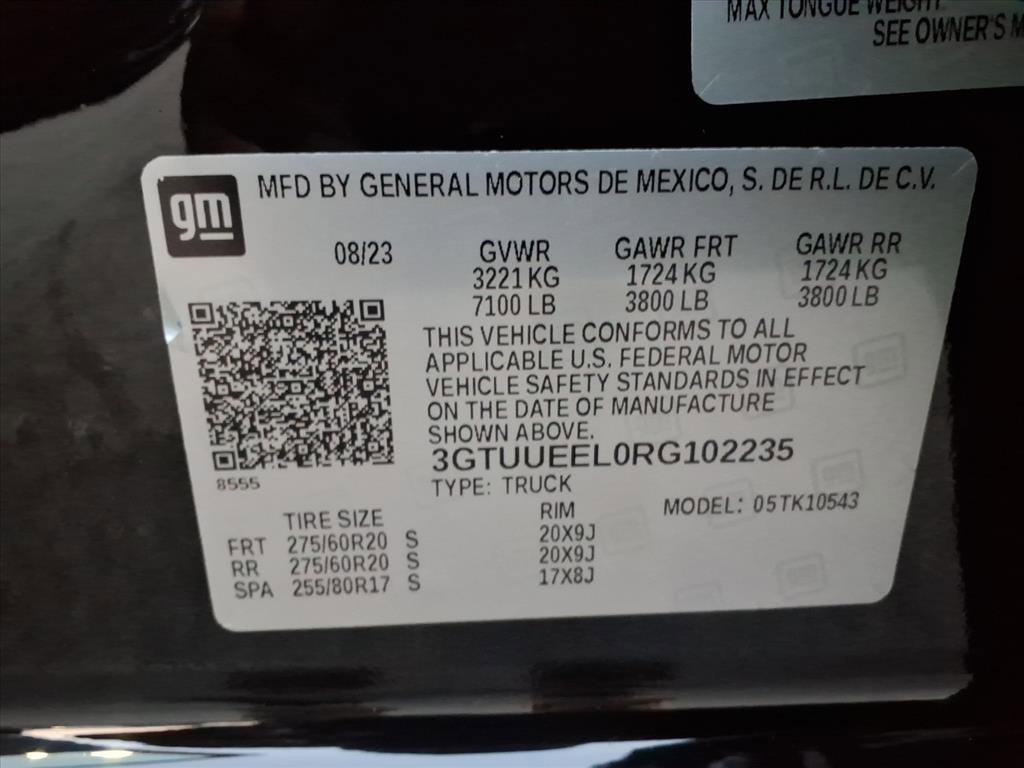 MAX TONGUE WEIGHT
SEE OWNER'S M
gm
MFD BY GENERAL MOTORS DE MEXICO, S. DE R.L. DE C.V.
08/23 GVWR GAWR FRT GAWR RR
3221 KG 1724 KG 1724 KG
7100 LB 3800 LB 3800 LB
THIS VEHICLE CONFORMS TO ALL
APPLICABLE U.S. FEDERAL MOTOR
VEHICLE SAFETY STANDARDS IN EFFECT
ON THE DATE OF MANUFACTURE
SHOWN ABOVE.
3GTUUEEL0RG102235
8555
TYPE: TRUCK
MODEL: 05TK10543
TIRE SIZE RIM
FRT 275/60R20 S 20X9J
RR 275/60R20 S 20X9J
SPA 255/80R17 S 17X8J